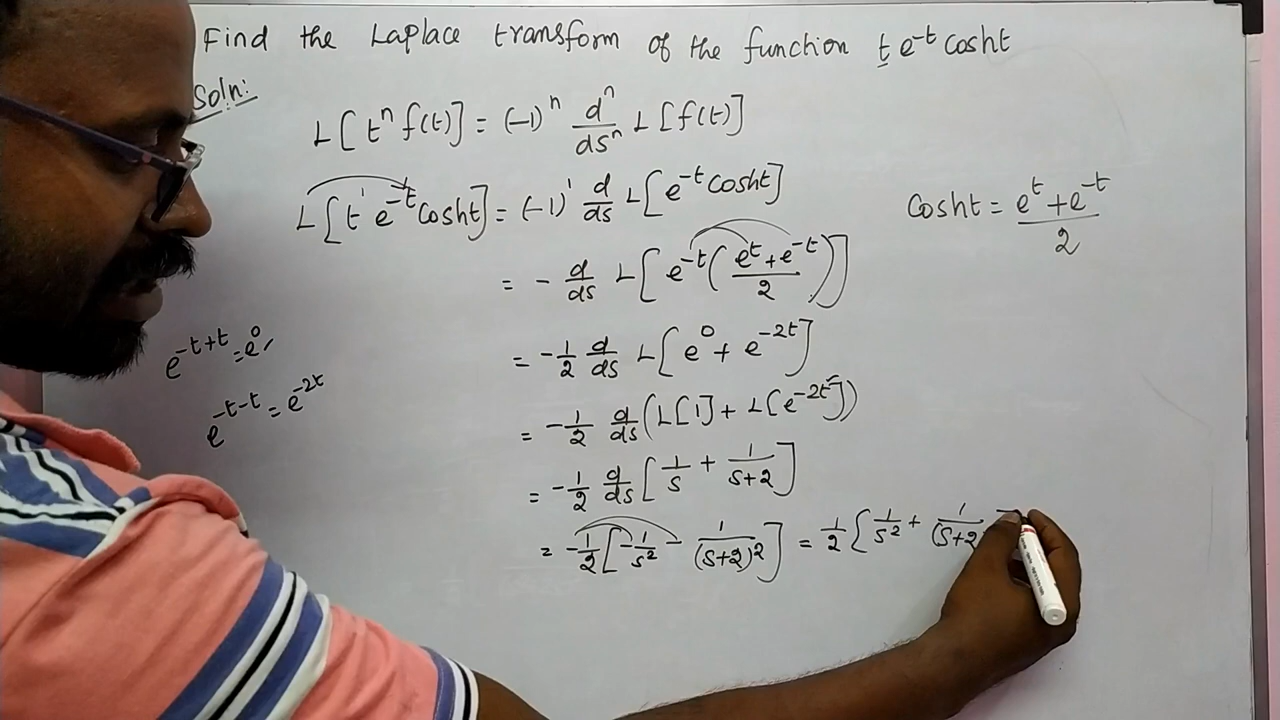 Find the Laplace transform of the function t e^-t cosht
Soln:
L[t^n f(t)] = (-1)^n d^n/ds^n L[f(t)]
L[t^1 e^-t cosht] = (-1)^1 d/ds L[e^-t cosht]
cosht = (e^t + e^-t)/2
= - d/ds L[e^-t ((e^t + e^-t)/2)]
e^-t+t = e^0
= -1/2 d/ds L[e^0 + e^-2t]
e^-t-t = e^-2t
= -1/2 d/ds (L[1] + L[e^-2t])
= -1/2 d/ds [1/s + 1/(s+2)]
= -1/2 [-1/s^2 - 1/(s+2)^2] = 1/2 [1/s^2 + 1/(s+2